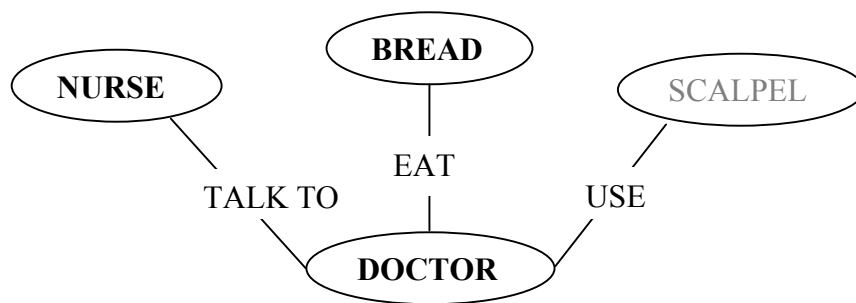 BREAD
NURSE
SCALPEL
EAT
TALK TO
USE
DOCTOR